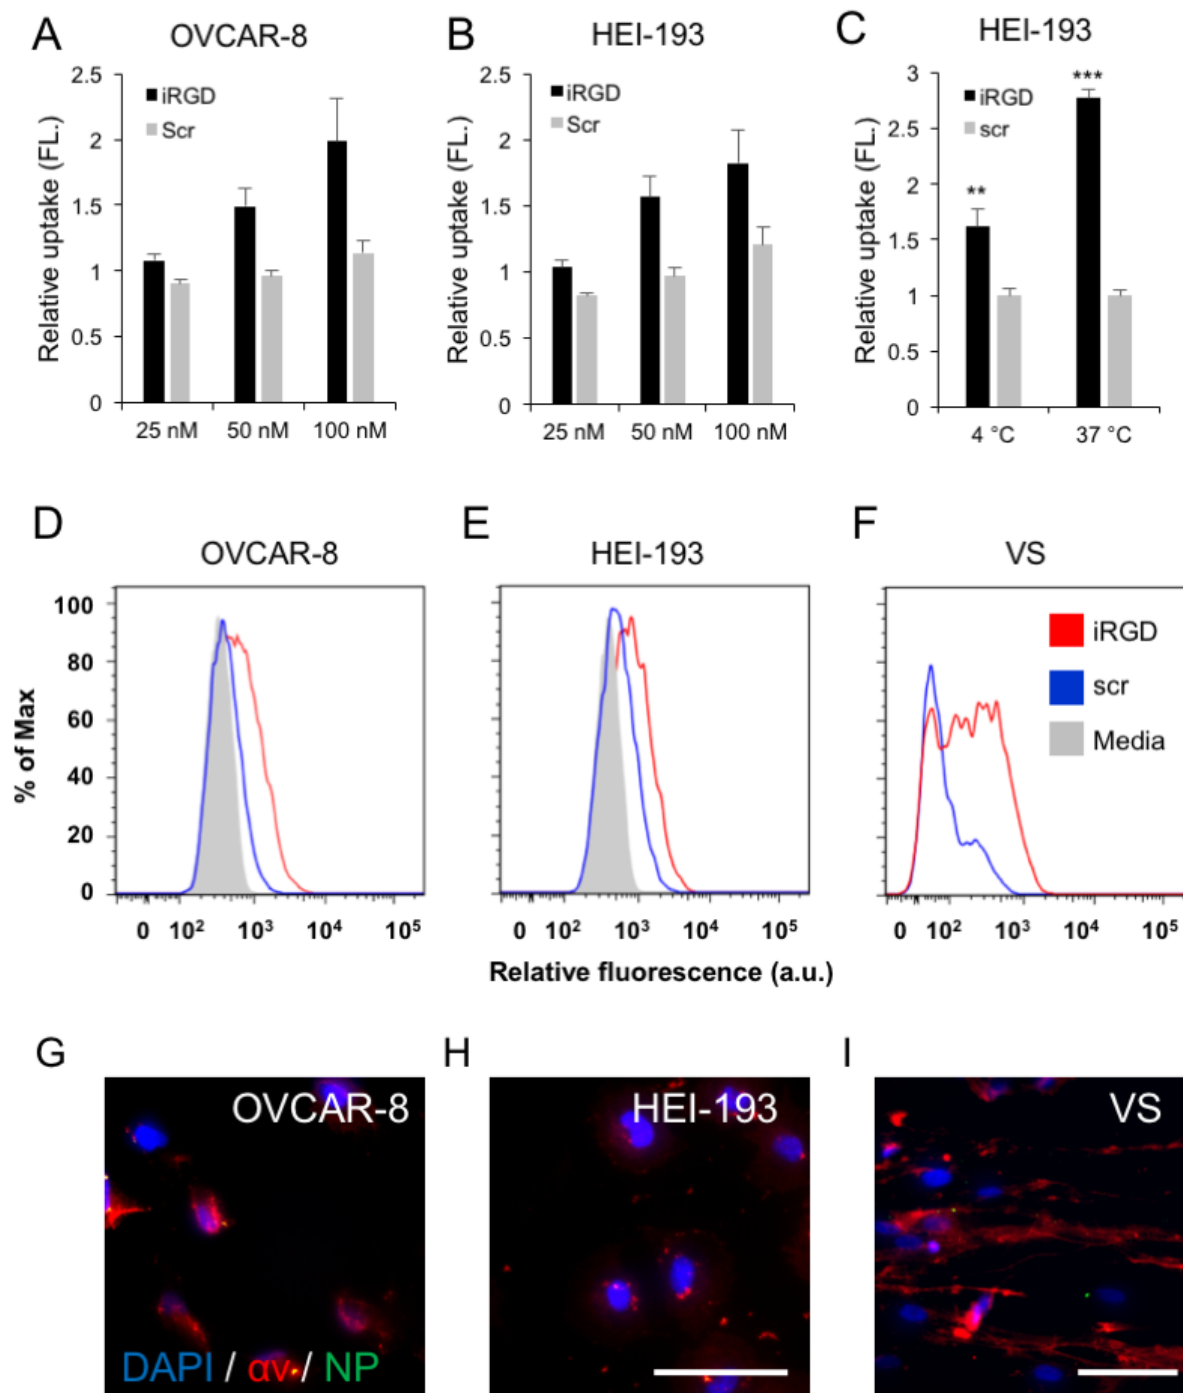 A OVCAR-8
2.5
2
1.5
1
0.5
0
Relative uptake (FL.)
iRGD
Scr
25 nM 50 nM 100 nM
B HEI-193
2.5
2
1.5
1
0.5
0
Relative uptake (FL.)
iRGD
Scr
25 nM 50 nM 100 nM
C HEI-193
3
2.5
2
1.5
1
0.5
0
Relative uptake (FL.)
iRGD
scr
**
***
4 °C 37 °C
D OVCAR-8
E HEI-193
F VS
100
80
60
40
20
0
% of Max
iRGD
scr
Media
0 10² 10³ 10⁴ 10⁵
0 10² 10³ 10⁴ 10⁵
0 10² 10³ 10⁴ 10⁵
Relative fluorescence (a.u.)
G OVCAR-8
DAPI / αv / NP
H HEI-193
I VS